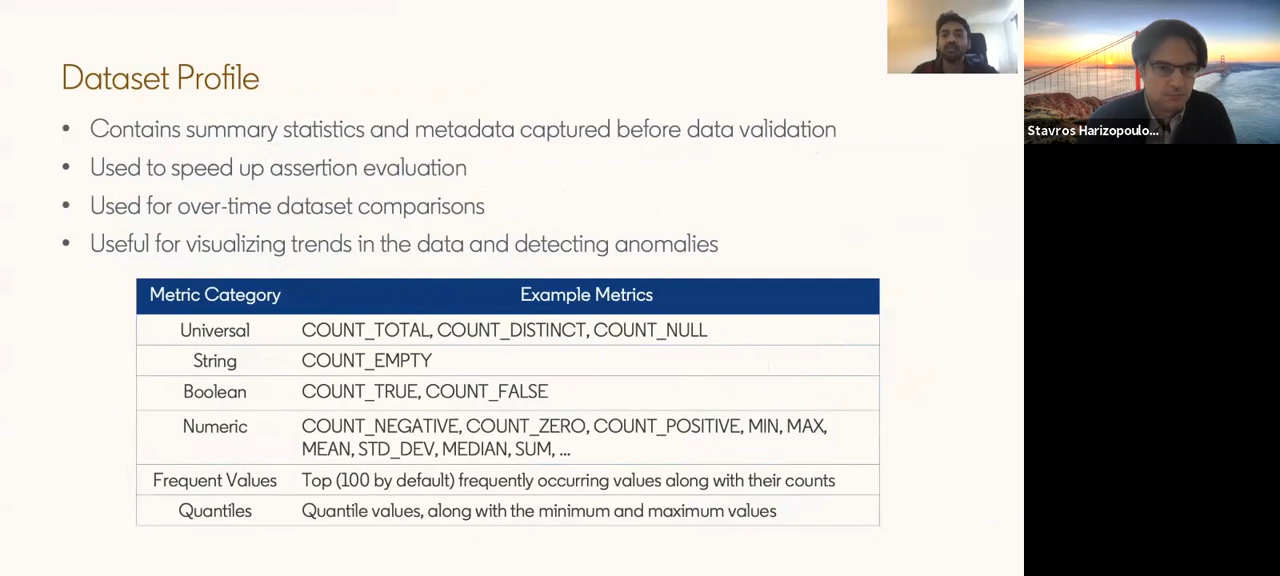 Dataset Profile
• Contains summary statistics and metadata captured before data validation
• Used to speed up assertion evaluation
• Used for over-time dataset comparisons
• Useful for visualizing trends in the data and detecting anomalies
Metric Category Example Metrics
Universal COUNT_TOTAL, COUNT_DISTINCT, COUNT_NULL
String COUNT_EMPTY
Boolean COUNT_TRUE, COUNT_FALSE
Numeric COUNT_NEGATIVE, COUNT_ZERO, COUNT_POSITIVE, MIN, MAX,
MEAN, STD_DEV, MEDIAN, SUM, ...
Frequent Values Top (100 by default) frequently occurring values along with their counts
Quantiles Quantile values, along with the minimum and maximum values
Stavros Harizopoulo...